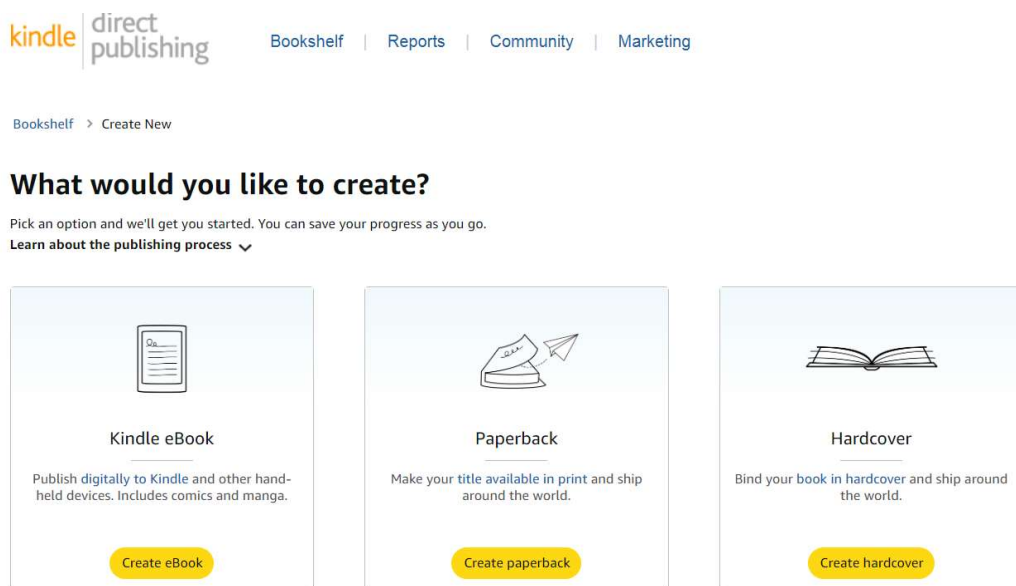 kindle direct publishing
Bookshelf | Reports | Community | Marketing
Bookshelf > Create New
What would you like to create?
Pick an option and we'll get you started. You can save your progress as you go.
Learn about the publishing process
Kindle eBook
Publish digitally to Kindle and other hand-
held devices. Includes comics and manga.
Create eBook
Paperback
Make your title available in print and ship
around the world.
Create paperback
Hardcover
Bind your book in hardcover and ship around
the world.
Create hardcover